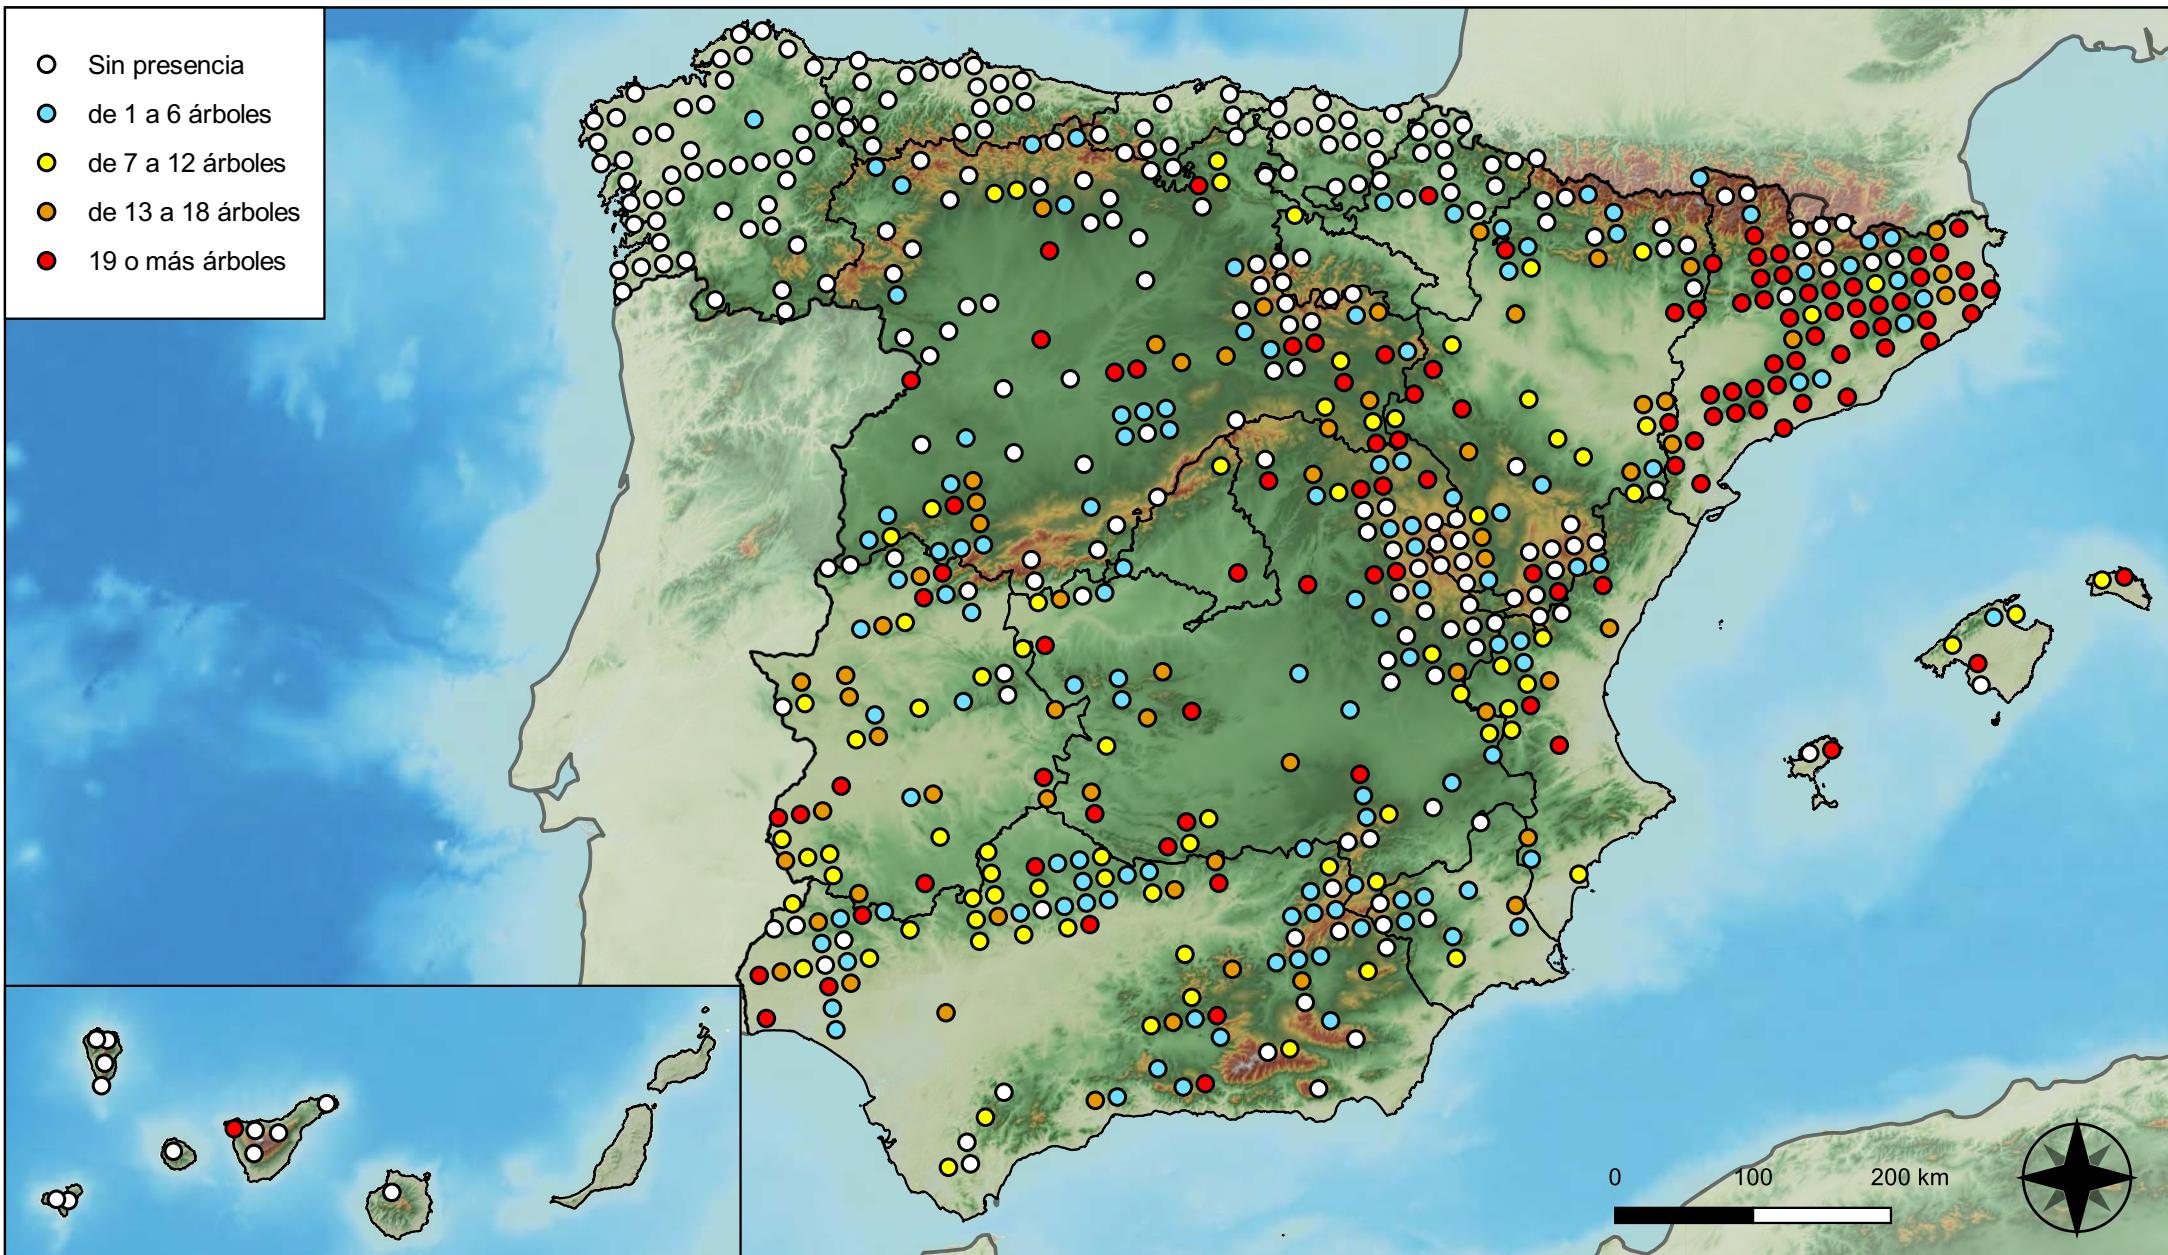 Sin presencia
de 1 a 6 árboles
de 7 a 12 árboles
de 13 a 18 árboles
19 o más árboles
0 100 200 km